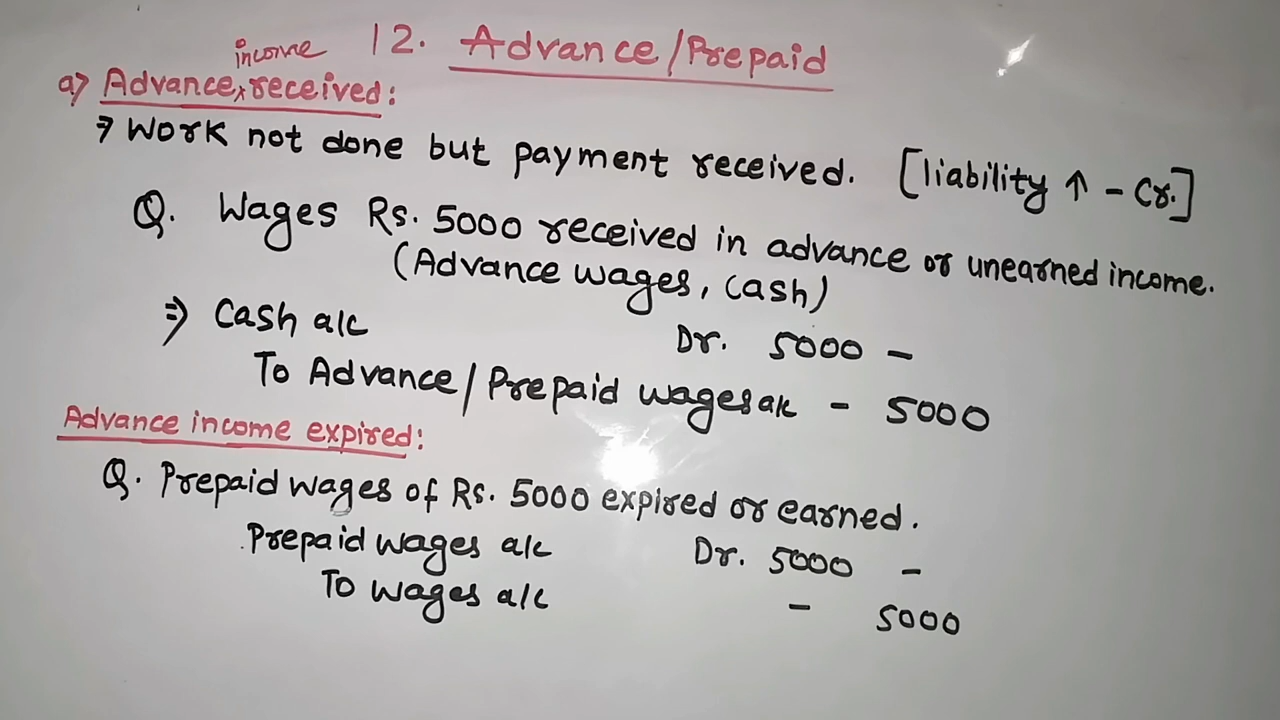 12. Advance/Prepaid
income
a) Advance ^ received:
⇒ Work not done but payment received. [liability ↑ - Cr.]
Q. Wages Rs. 5000 received in advance or unearned income.
(Advance wages, Cash)
⇒ Cash a/c Dr. 5000 -
To Advance/Prepaid wages a/c - 5000
Advance income expired:
Q. Prepaid wages of Rs. 5000 expired or earned.
Prepaid wages a/c Dr. 5000 -
To wages a/c - 5000